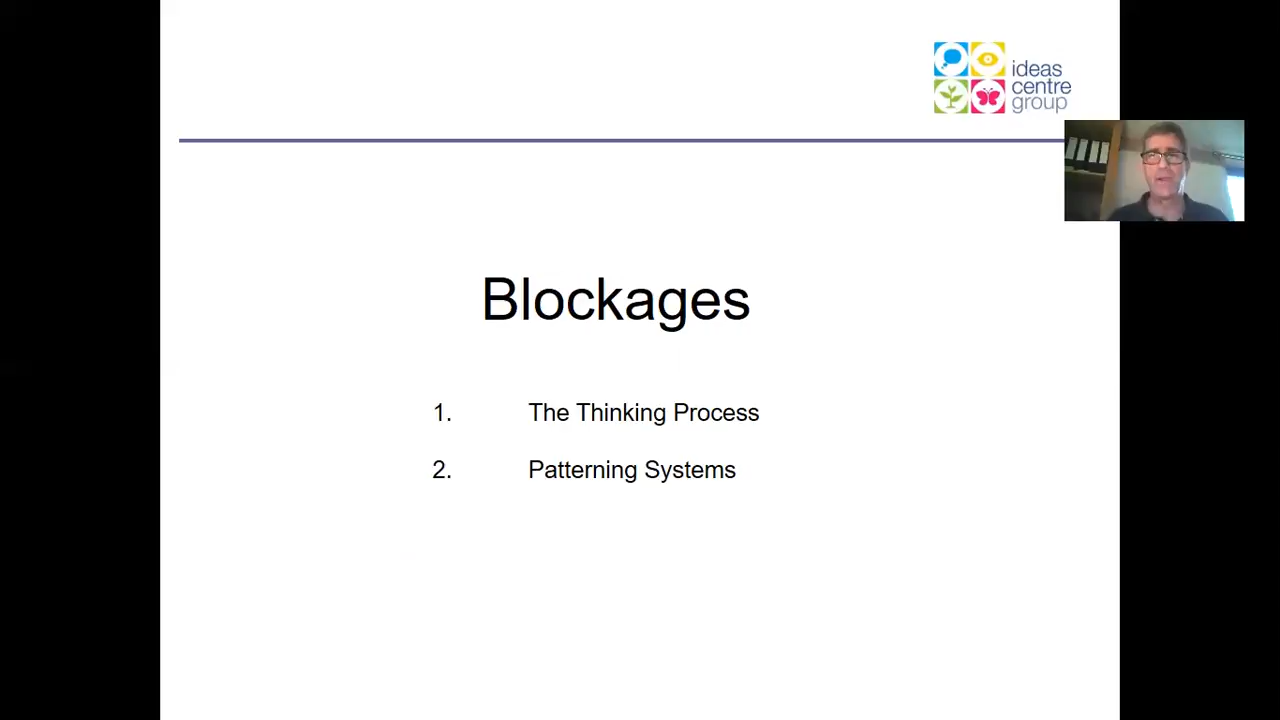 ideas
centre
group
Blockages
1. The Thinking Process
2. Patterning Systems